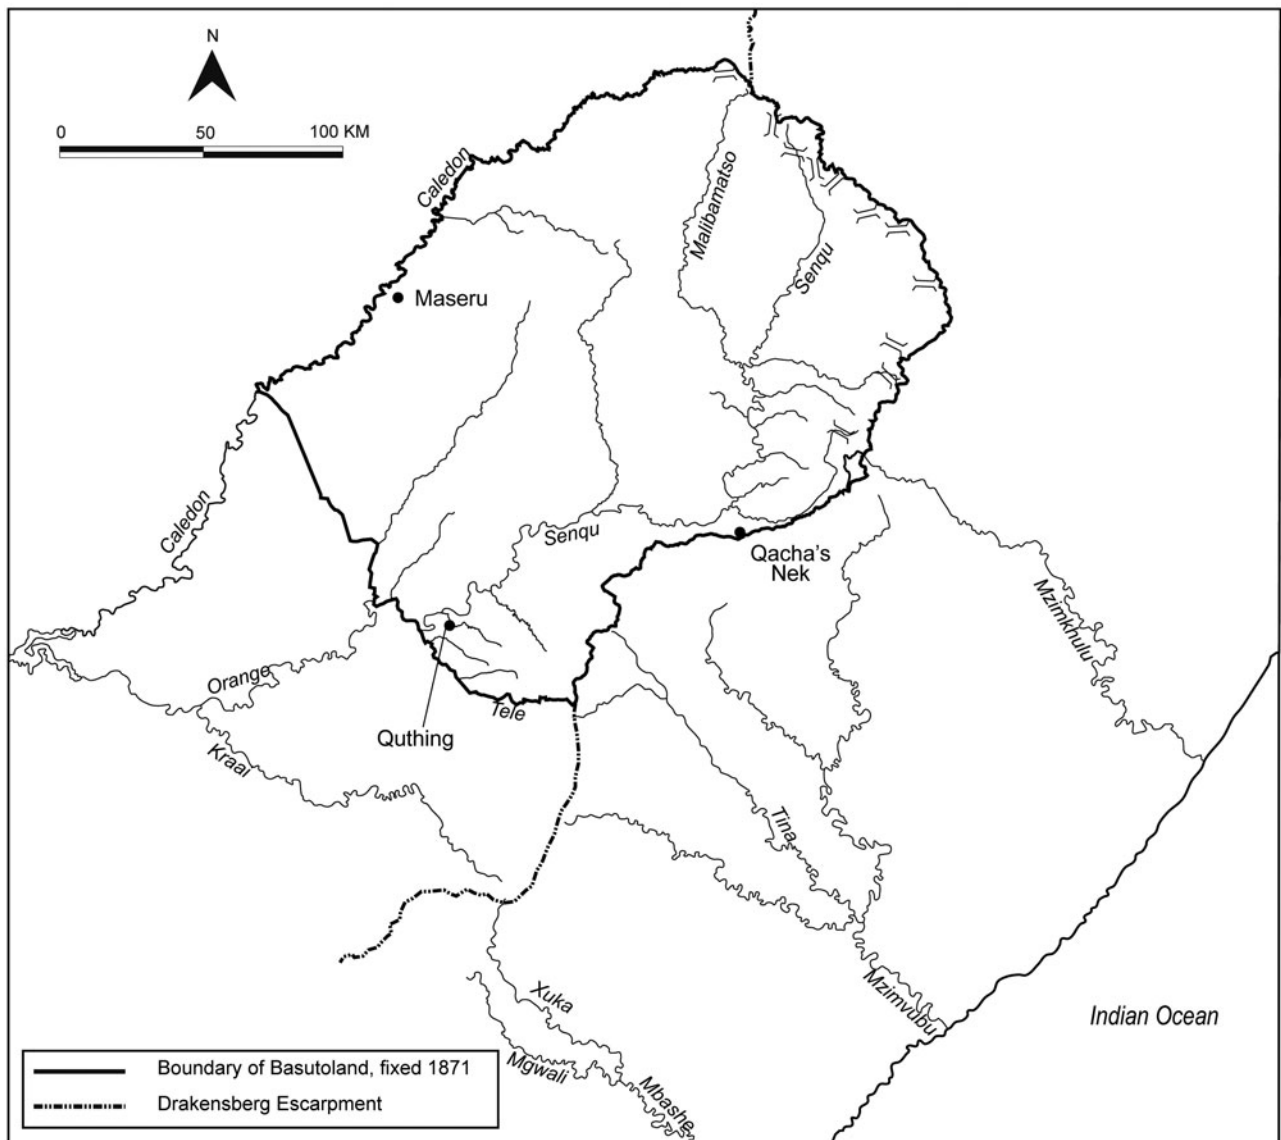 N
0 50 100 KM
Caledon
Malibamatso
Senqu
Maseru
Caledon
Senqu
Qacha's
Nek
Mzimkhulu
Orange
Tele
Quthing
Kraai
Tina
Xuka
Mzimvubu
Indian Ocean
Mgwali
Mbashe
Boundary of Basutoland, fixed 1871
Drakensberg Escarpment